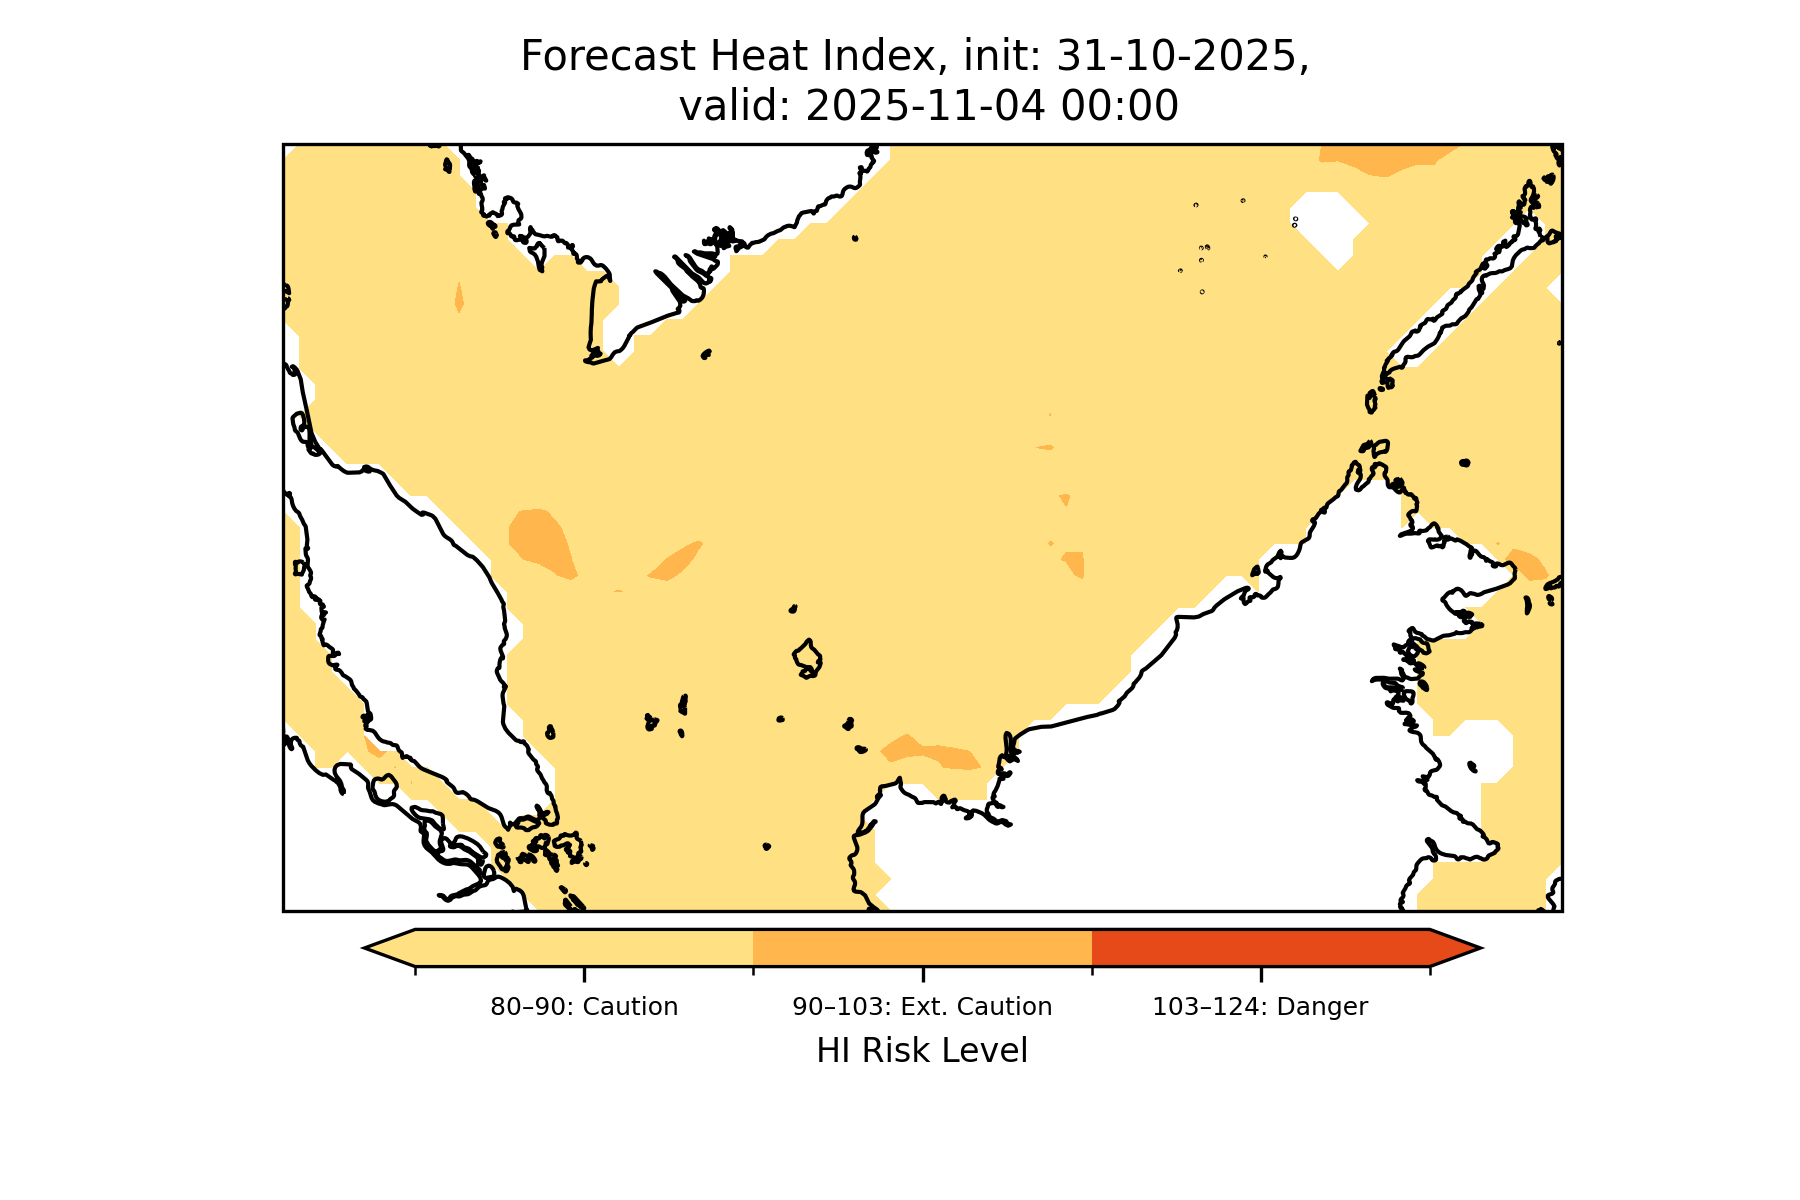 Forecast Heat Index, init: 31-10-2025,
valid: 2025-11-04 00:00
80–90: Caution
90–103: Ext. Caution
103–124: Danger
HI Risk Level